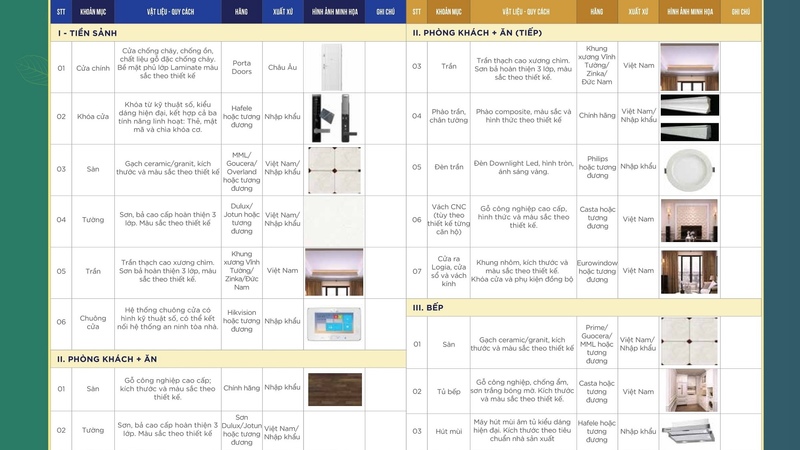 STT KHOẢN MỤC VẬT LIỆU - QUY CÁCH HÃNG XUẤT XỨ HÌNH ẢNH MINH HỌA GHI CHÚ
I - TIỀN SẢNH
01 Cửa chính Cửa chống cháy, chống ồn, chất liệu gỗ đặc chống cháy. Bề mặt phủ lớp Laminate màu sắc theo thiết kế Porta Doors Châu Âu
02 Khóa cửa Khóa từ kỹ thuật số, kiểu dáng hiện đại, kết hợp cả ba tính năng linh hoạt: Thẻ, mật mã và chìa khóa cơ. Hafele hoặc tương đương Nhập khẩu
03 Sàn Gạch ceramic/granit, kích thước và màu sắc theo thiết kế MML/ Goucera/ Overland hoặc tương đương Việt Nam/ Nhập khẩu
04 Tường Sơn, bả cao cấp hoàn thiện 3 lớp. Màu sắc theo thiết kế Dulux/ Jotun hoặc tương đương Việt Nam/ Nhập khẩu
05 Trần Trần thạch cao xương chìm. Sơn bả hoàn thiện 3 lớp, màu sắc theo thiết kế. Khung xương Vĩnh Tường/ Zinka/Đức Nam Việt Nam
06 Chuông cửa Hệ thống chuông cửa có hình kỹ thuật số, có thể kết nối hệ thống an ninh tòa nhà. Hikvision hoặc tương đương Nhập khẩu
II. PHÒNG KHÁCH + ĂN
01 Sàn Gỗ công nghiệp cao cấp; kích thước và màu sắc theo thiết kế. Chính hãng Nhập khẩu
02 Tường Sơn, bả cao cấp hoàn thiện 3 lớp. Màu sắc theo thiết kế Sơn Dulux/Jotun hoặc tương đương Việt Nam/ Nhập khẩu
STT KHOẢN MỤC VẬT LIỆU - QUY CÁCH HÃNG XUẤT XỨ HÌNH ẢNH MINH HỌA GHI CHÚ
II. PHÒNG KHÁCH + ĂN (TIẾP)
03 Trần Trần thạch cao xương chìm. Sơn bả hoàn thiện 3 lớp, màu sắc theo thiết kế. Khung xương Vĩnh Tường/ Zinka/ Đức Nam Việt Nam
04 Phào trần, chân tường Phào composite, màu sắc và hình thức theo thiết kế Chính hãng Việt Nam/ Nhập khẩu
05 Đèn trần Đèn Downlight Led, hình tròn, ánh sáng vàng. Philips hoặc tương đương Nhập khẩu
06 Vách CNC (tùy theo thiết kế từng căn hộ) Gỗ công nghiệp cao cấp, hình thức và màu sắc theo thiết kế. Casta hoặc tương đương Việt Nam
07 Cửa ra Logia, cửa sổ và vách kính Khung nhôm, kích thước và màu sắc theo thiết kế. Khóa cửa và phụ kiện đồng bộ Eurowindow hoặc tương đương Việt Nam
III. BẾP
01 Sàn Gạch ceramic/granit, kích thước và màu sắc theo thiết kế Prime/ Guocera/ MML hoặc tương đương Việt Nam/ Nhập khẩu
02 Tủ bếp Gỗ công nghiệp, chống ẩm, sơn trắng bóng mờ. Kích thước và màu sắc theo thiết kế. Casta hoặc tương đương Việt Nam
03 Hút mùi Máy hút mùi âm tủ kiểu dáng hiện đại. Kích thước theo tiêu chuẩn nhà sản xuất Hafele hoặc tương đương Nhập khẩu